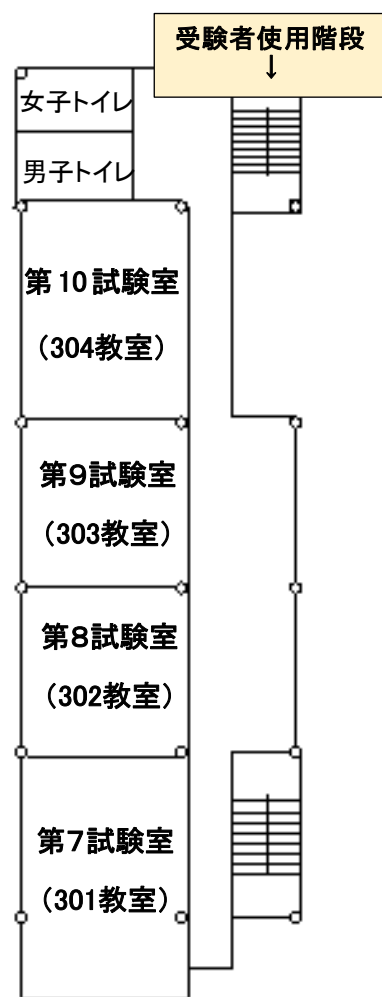 受験者使用階段
↓
女子トイレ
男子トイレ
第10試験室
（304教室）
第9試験室
（303教室）
第8試験室
（302教室）
第7試験室
（301教室）